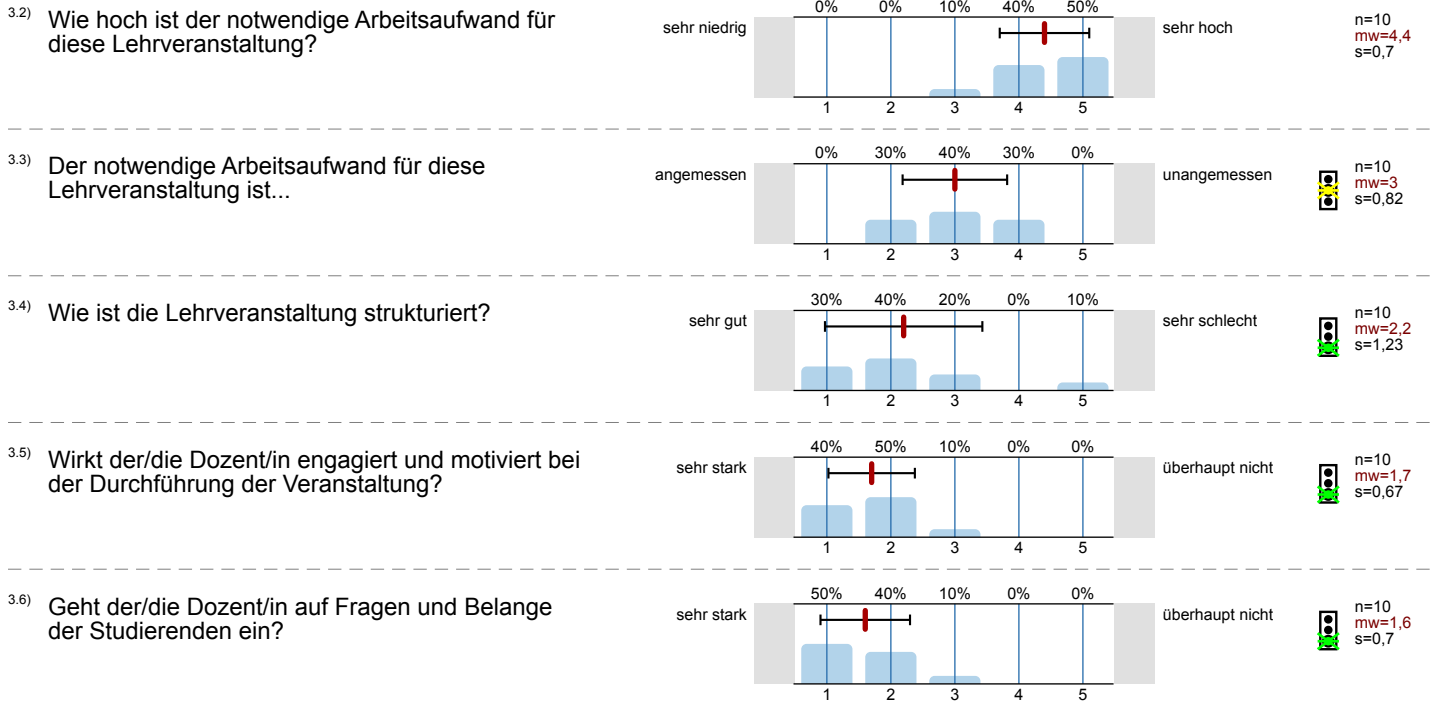 3.2) Wie hoch ist der notwendige Arbeitsaufwand für
diese Lehrveranstaltung?
sehr niedrig
0% 0% 10% 40% 50%
1 2 3 4 5
sehr hoch
n=10
mw=4,4
s=0,7
3.3) Der notwendige Arbeitsaufwand für diese
Lehrveranstaltung ist...
angemessen
0% 30% 40% 30% 0%
1 2 3 4 5
unangemessen
n=10
mw=3
s=0,82
3.4) Wie ist die Lehrveranstaltung strukturiert?
sehr gut
30% 40% 20% 0% 10%
1 2 3 4 5
sehr schlecht
n=10
mw=2,2
s=1,23
3.5) Wirkt der/die Dozent/in engagiert und motiviert bei
der Durchführung der Veranstaltung?
sehr stark
40% 50% 10% 0% 0%
1 2 3 4 5
überhaupt nicht
n=10
mw=1,7
s=0,67
3.6) Geht der/die Dozent/in auf Fragen und Belange
der Studierenden ein?
sehr stark
50% 40% 10% 0% 0%
1 2 3 4 5
überhaupt nicht
n=10
mw=1,6
s=0,7